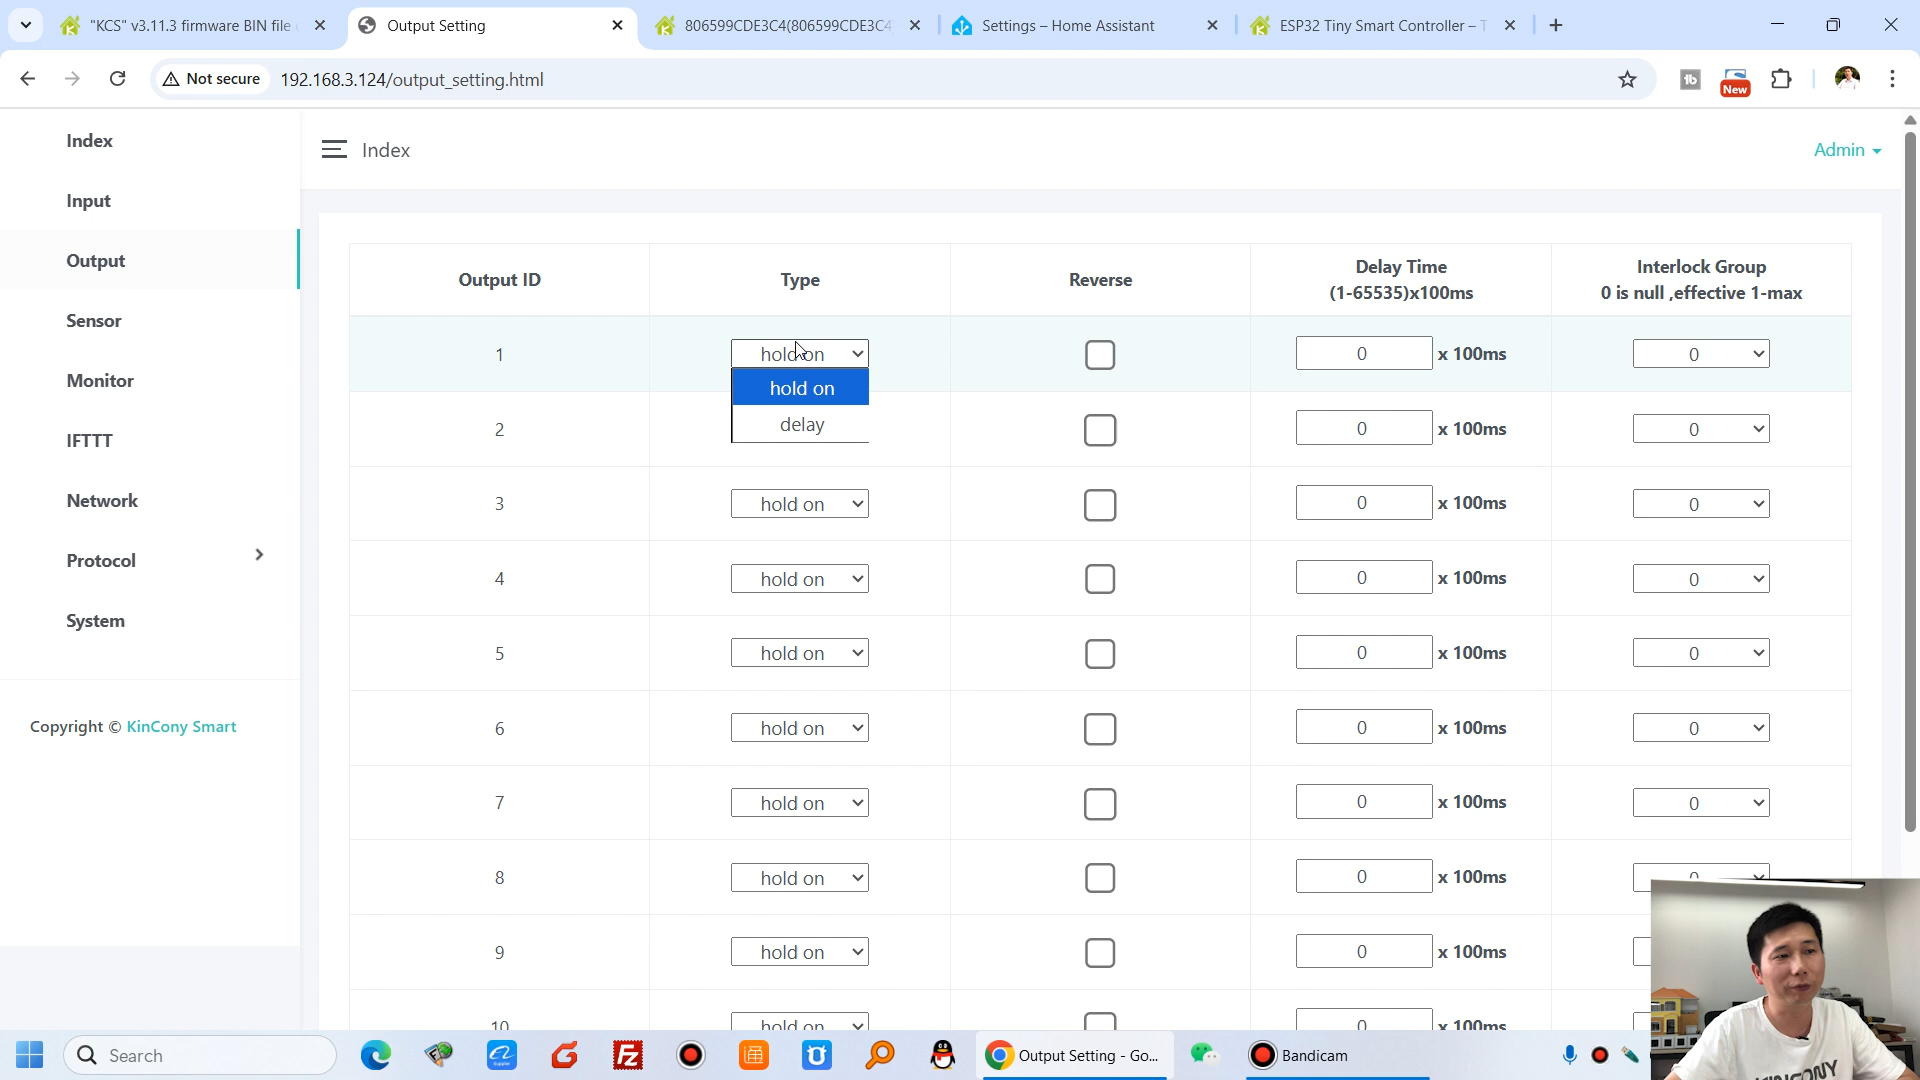 "KCS" v3.11.3 firmware BIN file
Output Setting
806599CDE3C4(806599CDE3C4
Settings – Home Assistant
ESP32 Tiny Smart Controller – T
Not secure
192.168.3.124/output_setting.html
New
Index
Input
Output
Sensor
Monitor
IFTTT
Network
Protocol
System
Copyright © KinCony Smart
Index
Admin
Output ID
Type
Reverse
Delay Time
(1-65535)x100ms
Interlock Group
0 is null ,effective 1-max
1
hold on
0
x 100ms
0
hold on
delay
2
0
x 100ms
0
3
hold on
0
x 100ms
0
4
hold on
0
x 100ms
0
5
hold on
0
x 100ms
0
6
hold on
0
x 100ms
0
7
hold on
0
x 100ms
0
8
hold on
0
x 100ms
0
9
hold on
0
x 100ms
10
hold on
0
x 100ms
Search
Output Setting - Go...
Bandicam
KINCONY